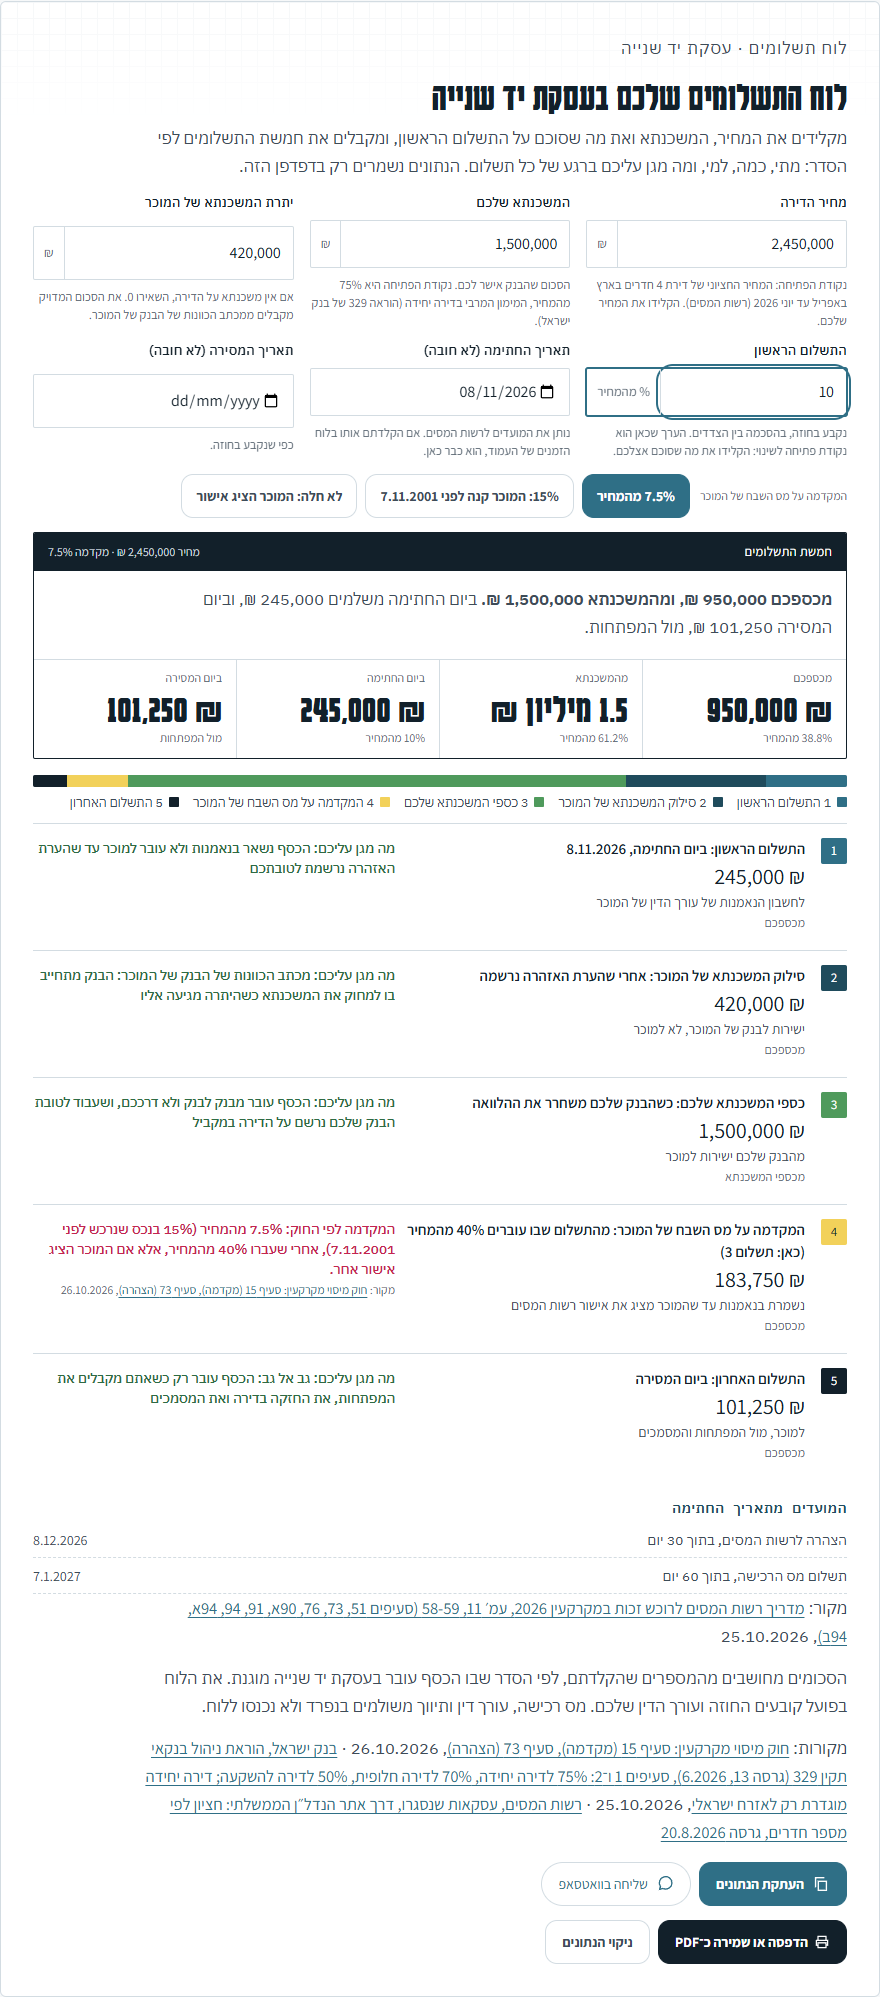 לוח תשלומים · עסקת יד שנייה
לוח התשלומים שלכם בעסקת יד שנייה
מקלידים את המחיר, המשכנתא ואת מה שסוכם על התשלום הראשון, ומקבלים את חמשת התשלומים לפי
הסדר: מתי, כמה, למי, ומה מגן עליכם ברגע של כל תשלום. הנתונים נשמרים רק בדפדפן הזה.
מחיר הדירה
2,450,000 ₪
נקודת הפתיחה: המחיר החציוני של דירת 4 חדרים בארץ
באפריל עד יוני 2026 (רשות המסים). הקלידו את המחיר
שלכם.
המשכנתא שלכם
1,500,000 ₪
הסכום שהבנק אישר לכם. נקודת הפתיחה היא 75%
מהמחיר, המימון המרבי בדירה יחידה (הוראה 329 של בנק
ישראל).
יתרת המשכנתא של המוכר
420,000 ₪
אם אין משכנתא על הדירה, השאירו 0. את הסכום המדויק
מקבלים ממכתב הכוונות של הבנק של המוכר.
התשלום הראשון
10 % מהמחיר
נקבע בחוזה, בהסכמה בין הצדדים. הערך שכאן הוא
נקודת פתיחה לשינוי: הקלידו את מה שסוכם אצלכם.
תאריך החתימה (לא חובה)
08/11/2026
נותן את המועדים לרשות המסים. אם הקלדתם אותו בלוח
הזמנים של העמוד, הוא כבר כאן.
תאריך המסירה (לא חובה)
dd/mm/yyyy
כפי שנקבע בחוזה.
המקדמה על מס השבח של המוכר
7.5% מהמחיר
15%: המוכר קנה לפני 7.11.2001
לא חלה: המוכר הציג אישור
חמשת התשלומים
מחיר 2,450,000 ₪ · מקדמה 7.5%
מכספכם 950,000 ₪, ומהמשכנתא 1,500,000 ₪. ביום החתימה משלמים 245,000 ₪, וביום
המסירה 101,250 ₪, מול המפתחות.
מכספכם
950,000 ₪
38.8% מהמחיר
מהמשכנתא
1.5 מיליון ₪
61.2% מהמחיר
ביום החתימה
245,000 ₪
10% מהמחיר
ביום המסירה
101,250 ₪
מול המפתחות
1 התשלום הראשון
2 סילוק המשכנתא של המוכר
3 כספי המשכנתא שלכם
4 המקדמה על מס השבח של המוכר
5 התשלום האחרון
1
התשלום הראשון: ביום החתימה, 8.11.2026
245,000 ₪
לחשבון הנאמנות של עורך הדין של המוכר
מכספכם
מה מגן עליכם: הכסף נשאר בנאמנות ולא עובר למוכר עד שהערת
האזהרה נרשמת לטובתכם
2
סילוק המשכנתא של המוכר: אחרי שהערת האזהרה נרשמה
420,000 ₪
ישירות לבנק של המוכר, לא למוכר
מכספכם
מה מגן עליכם: מכתב הכוונות של הבנק של המוכר: הבנק מתחייב
בו למחוק את המשכנתא כשהיתרה מגיעה אליו
3
כספי המשכנתא שלכם: כשהבנק שלכם משחרר את ההלוואה
1,500,000 ₪
מהבנק שלכם ישירות למוכר
מכספי המשכנתא
מה מגן עליכם: הכסף עובר מבנק לבנק ולא דרככם, ושעבוד לטובת
הבנק שלכם נרשם על הדירה במקביל
4
המקדמה על מס השבח של המוכר: מהתשלום שבו עוברים 40% מהמחיר
(כאן: תשלום 3)
183,750 ₪
נשמרת בנאמנות עד שהמוכר מציג את אישור רשות המסים
מכספכם
המקדמה לפי החוק: 7.5% מהמחיר (15% בנכס שנרכש לפני
7.11.2001), אחרי שעברו 40% מהמחיר, אלא אם המוכר הציג
אישור אחר.
מקור: חוק מיסוי מקרקעין: סעיף 15 (מקדמה), סעיף 73 (הצהרה), 26.10.2026
5
התשלום האחרון: ביום המסירה
101,250 ₪
למוכר, מול המפתחות והמסמכים
מכספכם
מה מגן עליכם: גב אל גב: הכסף עובר רק כשאתם מקבלים את
המפתחות, את החזקה בדירה ואת המסמכים
המועדים מתאריך החתימה
הצהרה לרשות המסים, בתוך 30 יום
8.12.2026
תשלום מס הרכישה, בתוך 60 יום
7.1.2027
מקור: מדריך רשות המסים לרוכש זכות במקרקעין 2026, עמ׳ 11, 58-59 (סעיפים 51, 73, 76, 90א, 91, 94, 94א,
94ב), 25.10.2026
הסכומים מחושבים מהמספרים שהקלדתם, לפי הסדר שבו הכסף עובר בעסקת יד שנייה מוגנת. את הלוח
בפועל קובעים החוזה ועורך הדין שלכם. מס רכישה, עורך דין ותיווך משולמים בנפרד ולא נכנסו ללוח.
מקורות: חוק מיסוי מקרקעין: סעיף 15 (מקדמה), סעיף 73 (הצהרה), 26.10.2026 · בנק ישראל, הוראת ניהול בנקאי
תקין 329 (גרסה 13, 6.2026), סעיפים 1 ו־2: 75% לדירה יחידה, 70% לדירה חלופית, 50% לדירה להשקעה; דירה יחידה
מוגדרת רק לאזרח ישראלי, 25.10.2026 · רשות המסים, עסקאות שנסגרו, דרך אתר הנדל״ן הממשלתי: חציון לפי
מספר חדרים, גרסה 20.8.2026
העתקת הנתונים
שליחה בוואטסאפ
הדפסה או שמירה כ־PDF
ניקוי הנתונים